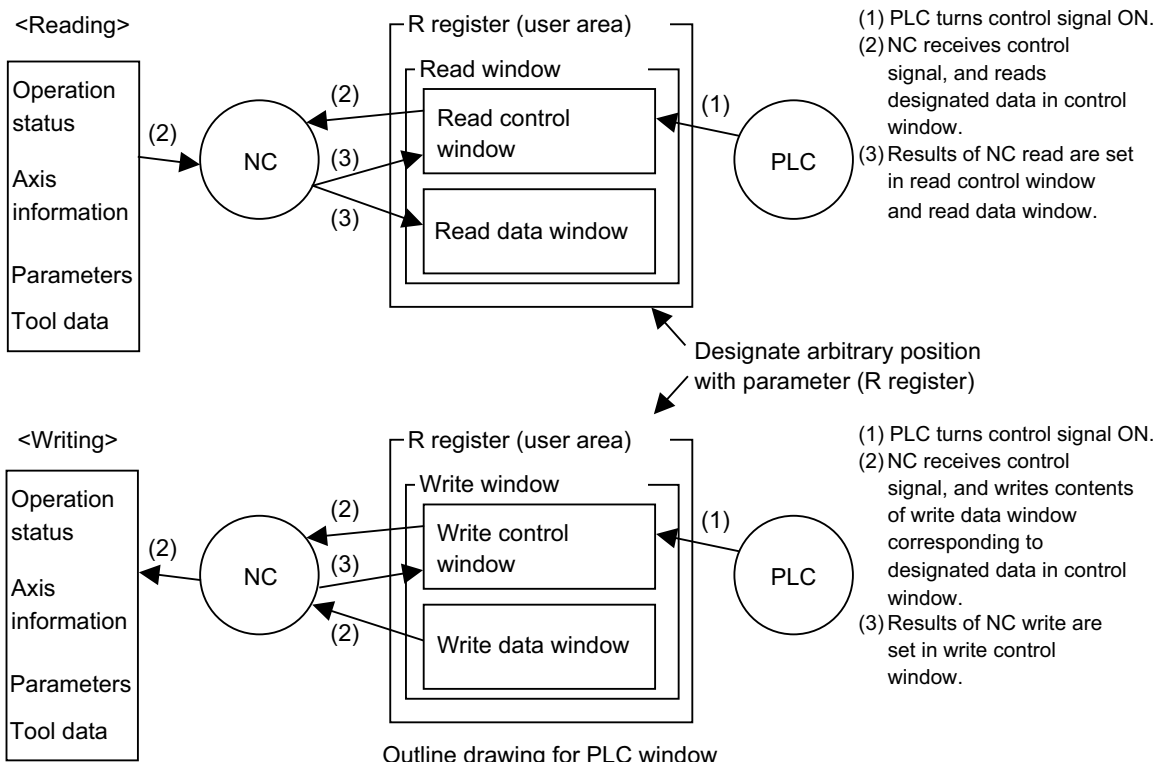 <Reading>
Operation
status
Axis
information
Parameters
Tool data
(2)
NC
(2)
(3)
(3)
R register (user area)
Read window
Read control
window
Read data window
(1)
PLC
(1) PLC turns control signal ON.
(2) NC receives control
signal, and reads
designated data in control
window.
(3) Results of NC read are set
in read control window
and read data window.
Designate arbitrary position
with parameter (R register)
<Writing>
Operation
status
Axis
information
Parameters
Tool data
(2)
NC
(2)
(3)
(2)
R register (user area)
Write window
Write control
window
Write data window
(1)
PLC
(1) PLC turns control signal ON.
(2) NC receives control
signal, and writes contents
of write data window
corresponding to
designated data in control
window.
(3) Results of NC write are
set in write control
window.
Outline drawing for PLC window